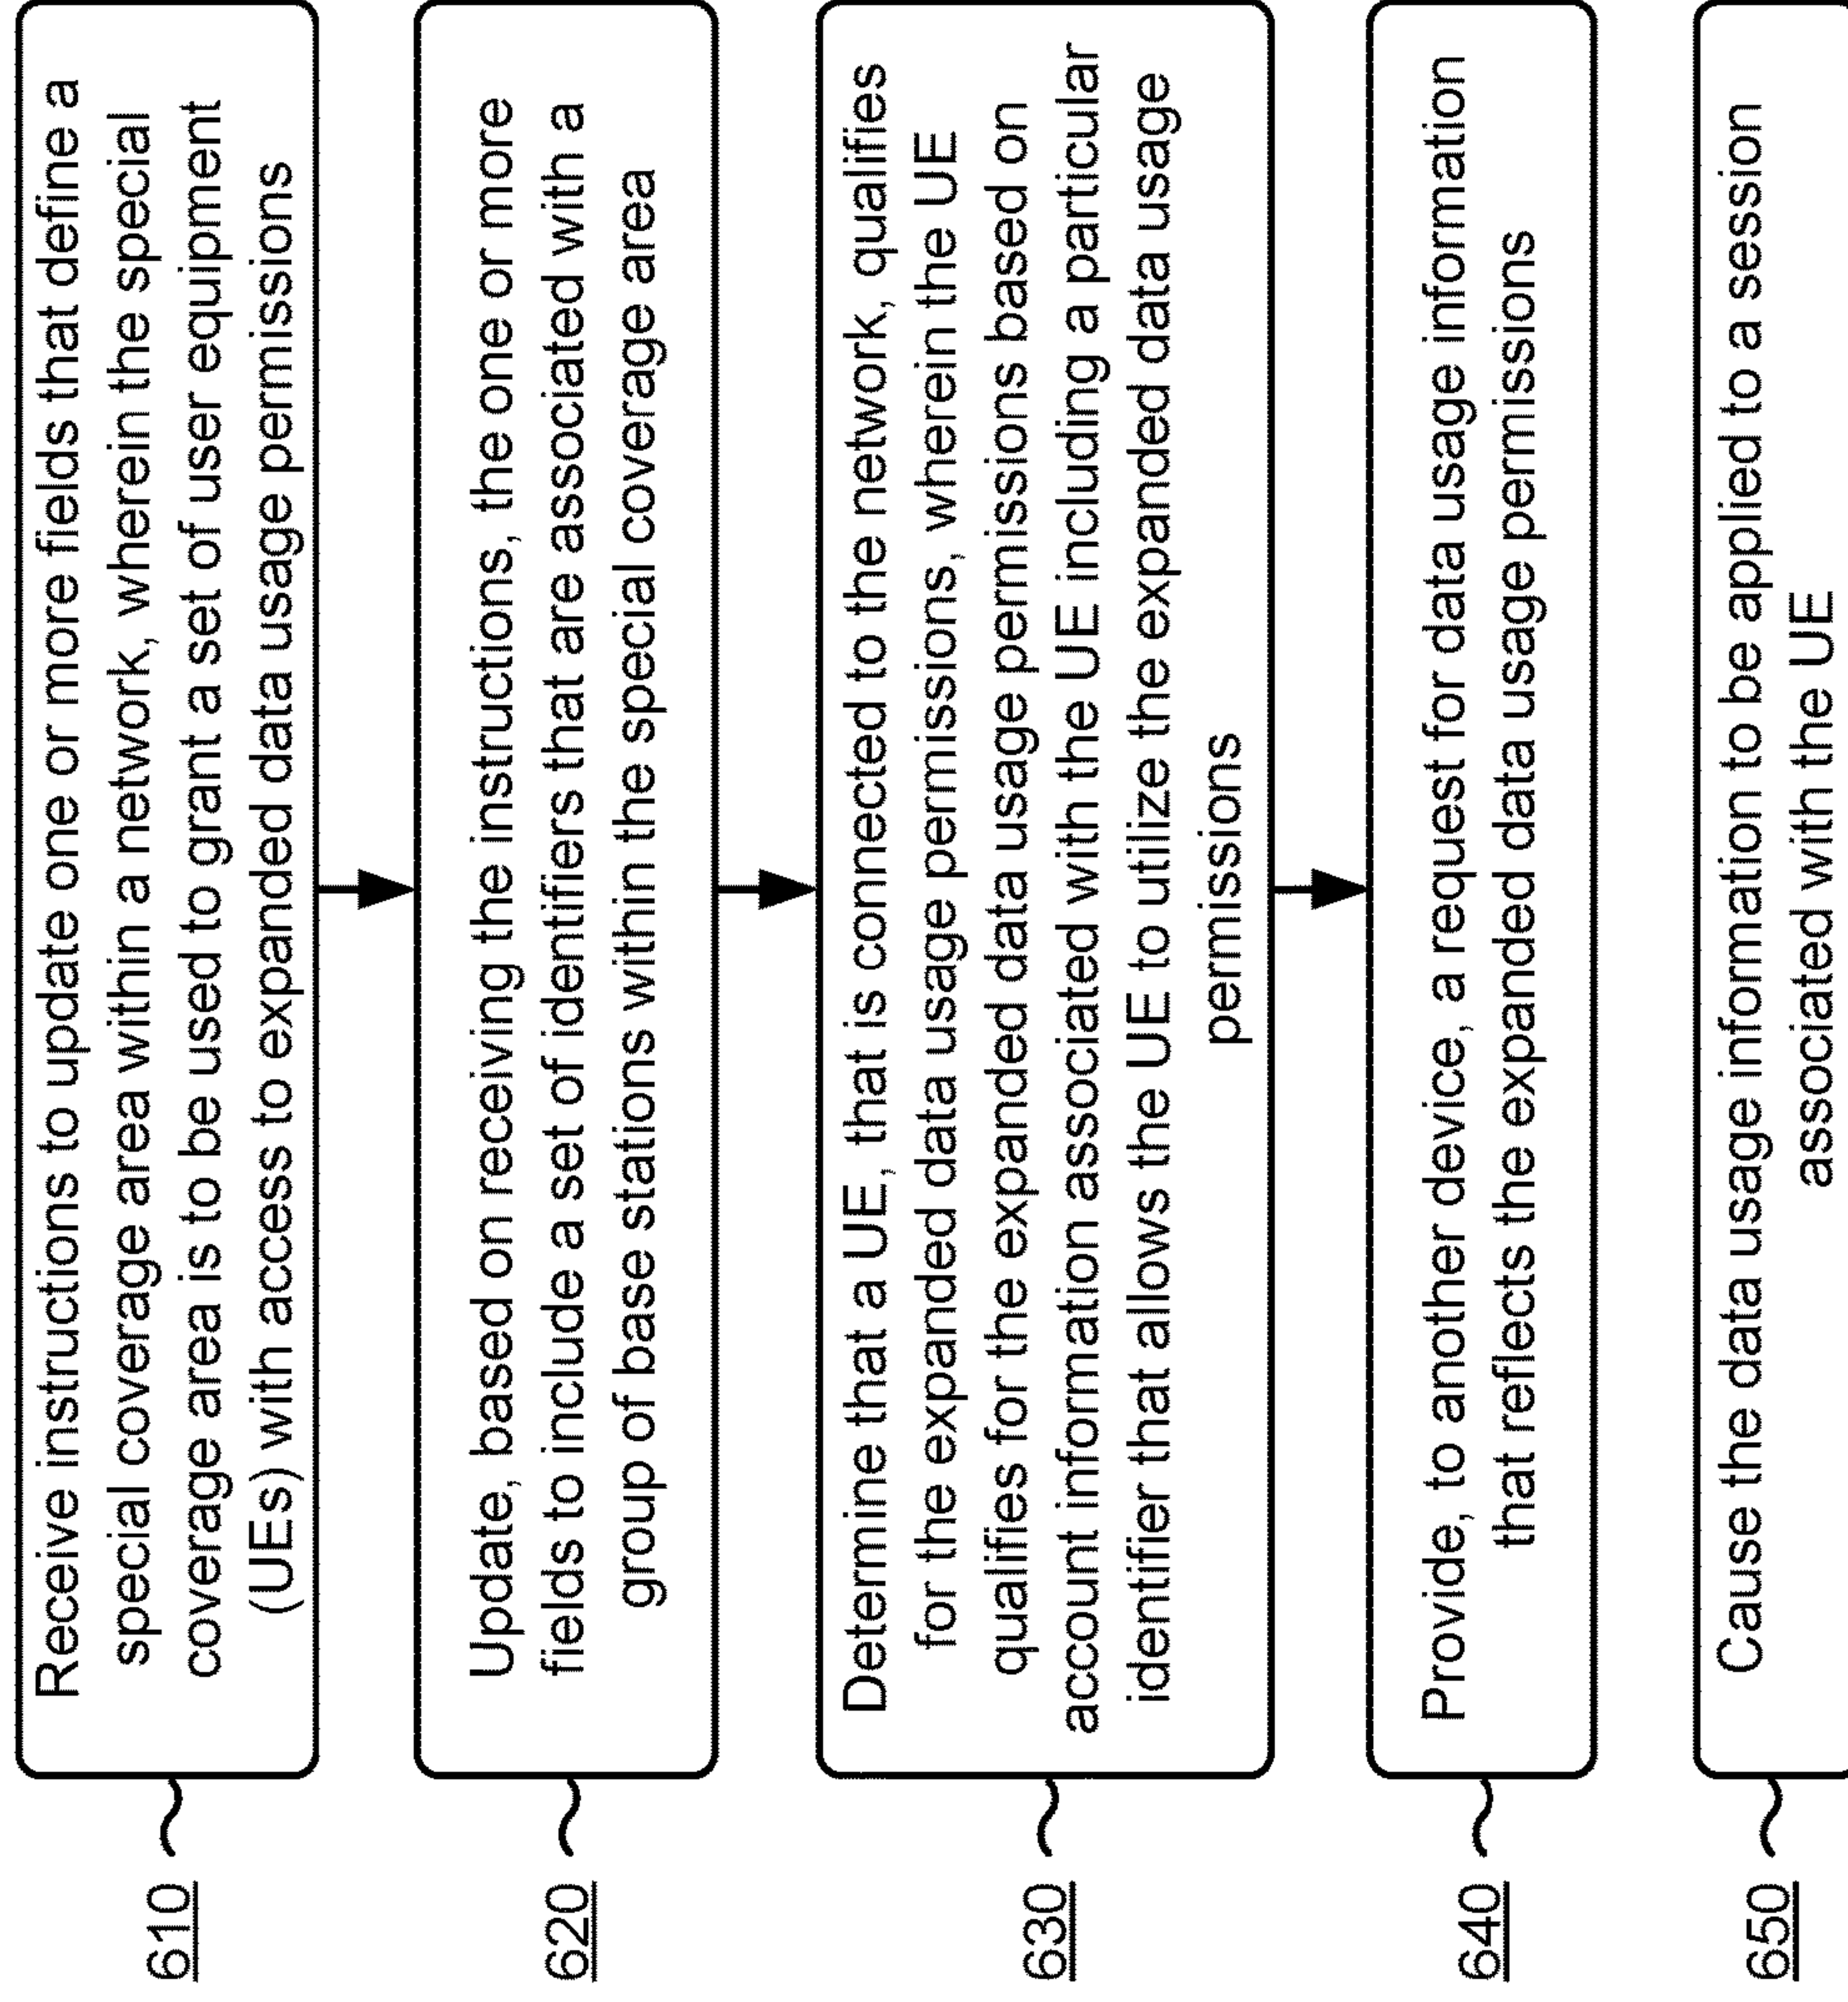 610
Receive instructions to update one or more fields that define a
special coverage area within a network, wherein the special
coverage area is to be used to grant a set of user equipment
(UEs) with access to expanded data usage permissions
620
Update, based on receiving the instructions, the one or more
fields to include a set of identifiers that are associated with a
group of base stations within the special coverage area
630
Determine that a UE, that is connected to the network, qualifies
for the expanded data usage permissions, wherein the UE
qualifies for the expanded data usage permissions based on
account information associated with the UE including a particular
identifier that allows the UE to utilize the expanded data usage
permissions
640
Provide, to another device, a request for data usage information
that reflects the expanded data usage permissions
650
Cause the data usage information to be applied to a session
associated with the UE